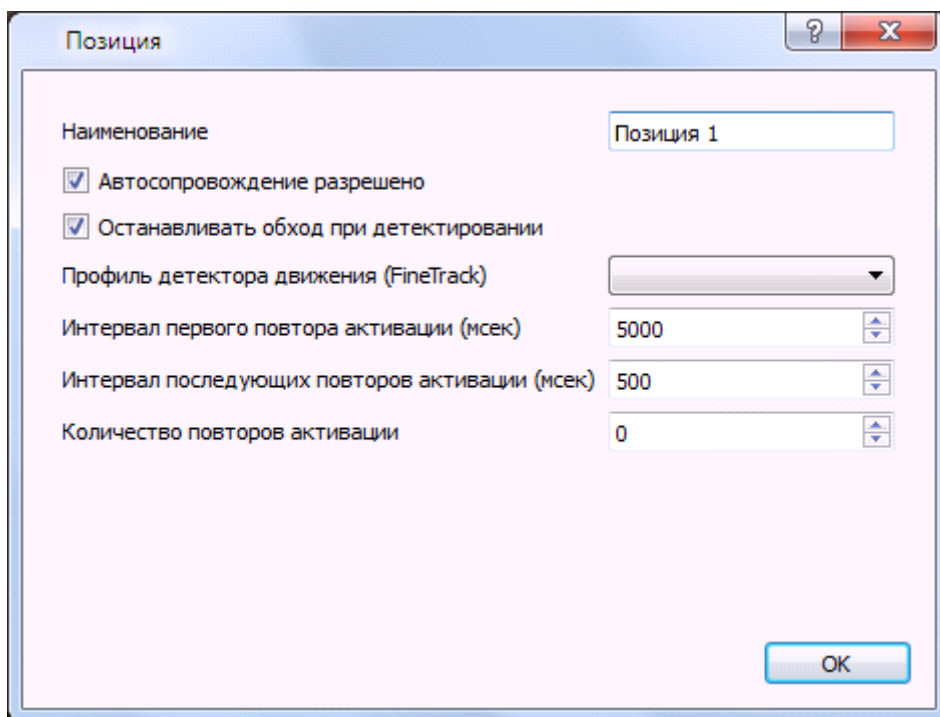 Позиция
Наименование Позиция 1
Автосопровождение разрешено
Останавливать обход при детектировании
Профиль детектора движения (FineTrack)
Интервал первого повтора активации (мсек) 5000
Интервал последующих повторов активации (мсек) 500
Количество повторов активации 0
OK